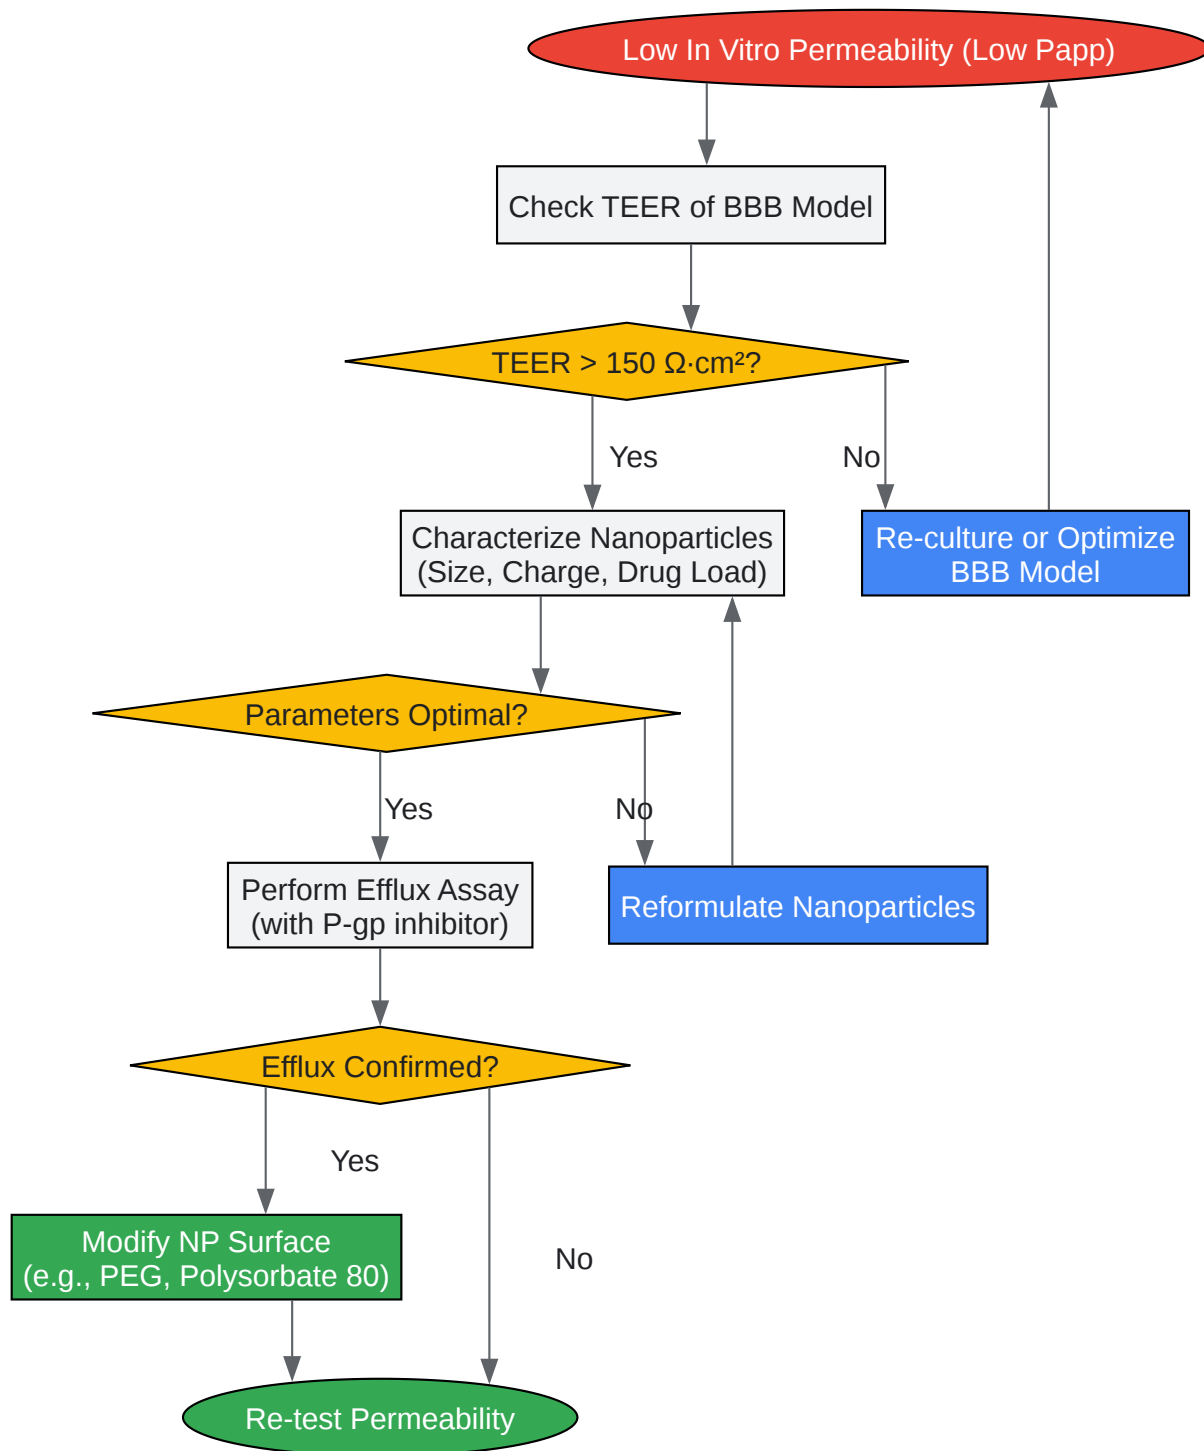 Low In Vitro Permeability (Low Papp)
Check TEER of BBB Model
TEER > 150 Ω·cm²?
Yes
No
Characterize Nanoparticles
(Size, Charge, Drug Load)
Re-culture or Optimize
BBB Model
Parameters Optimal?
Yes
No
Perform Efflux Assay
(with P-gp inhibitor)
Reformulate Nanoparticles
Efflux Confirmed?
Yes
No
Modify NP Surface
(e.g., PEG, Polysorbate 80)
Re-test Permeability